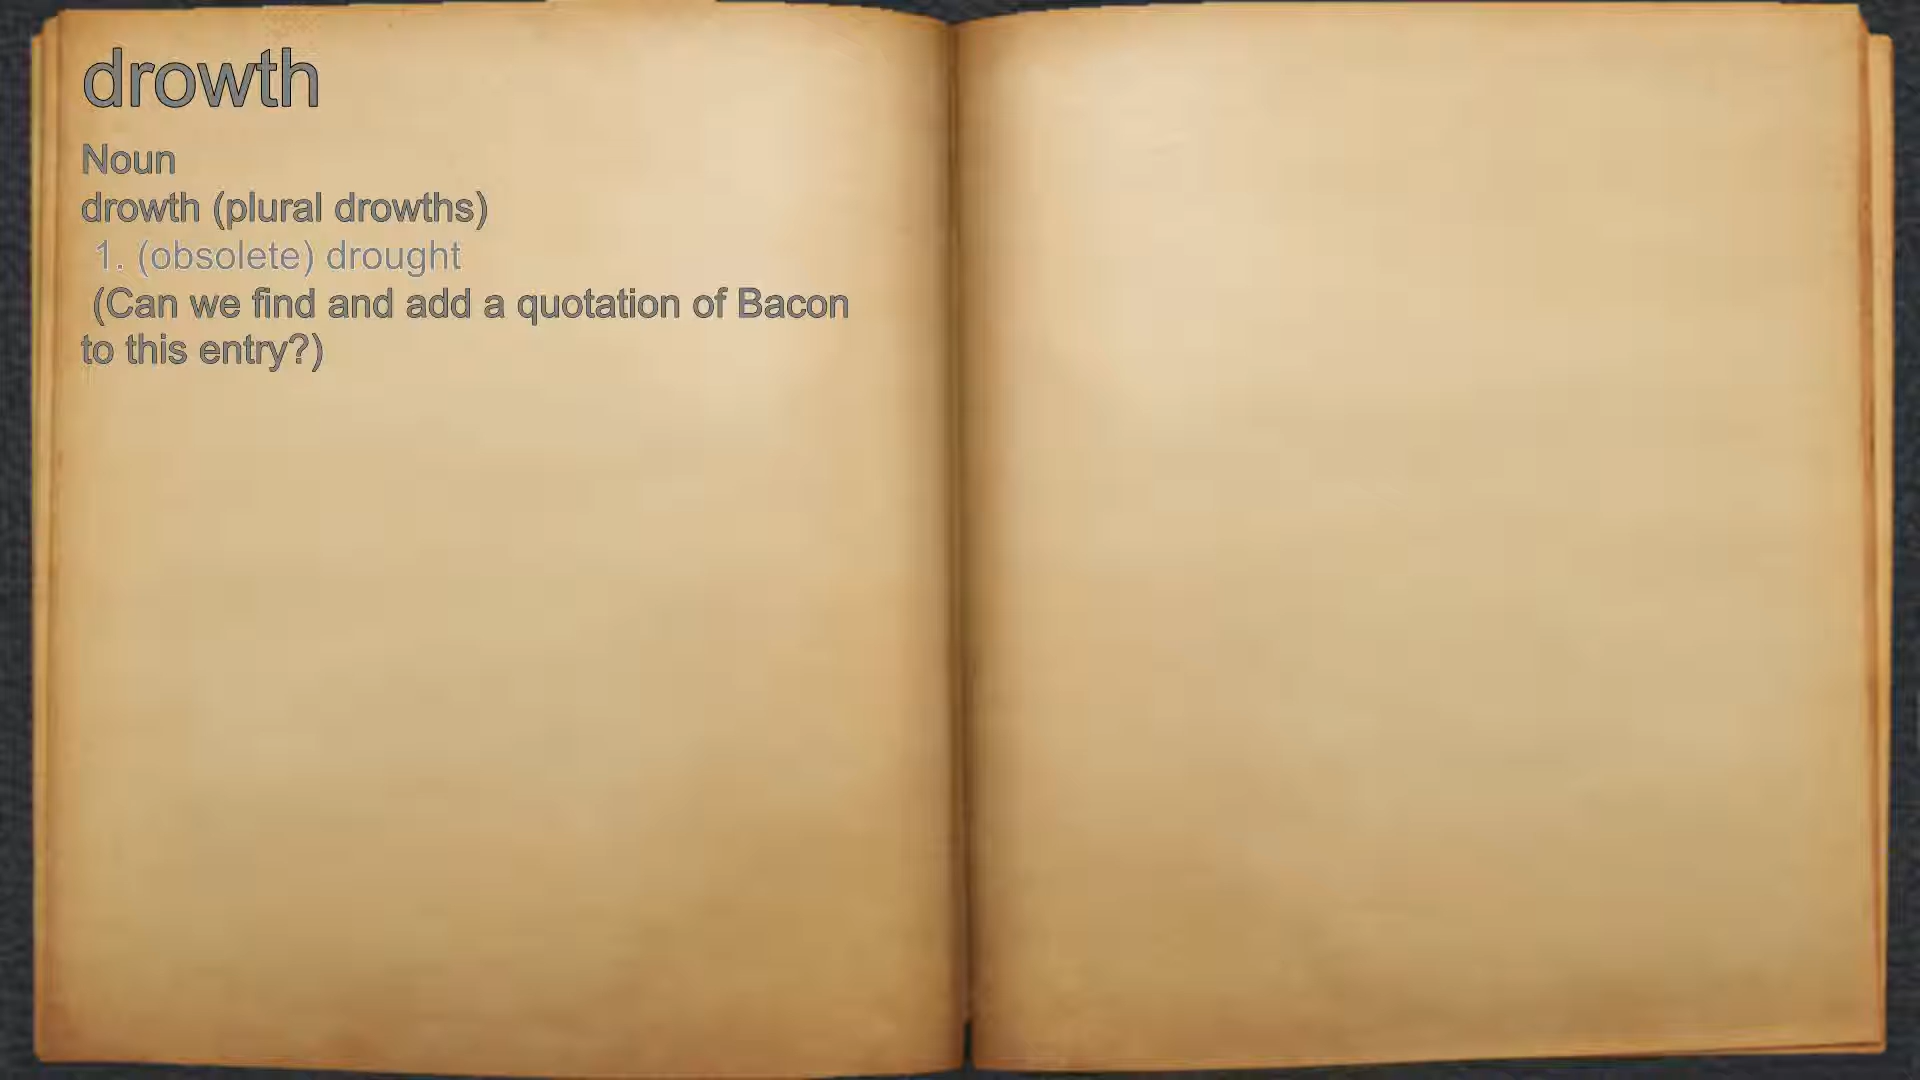 drowth
Noun
drowth (plural drowths)
1. (obsolete) drought
(Can we find and add a quotation of Bacon
to this entry?)